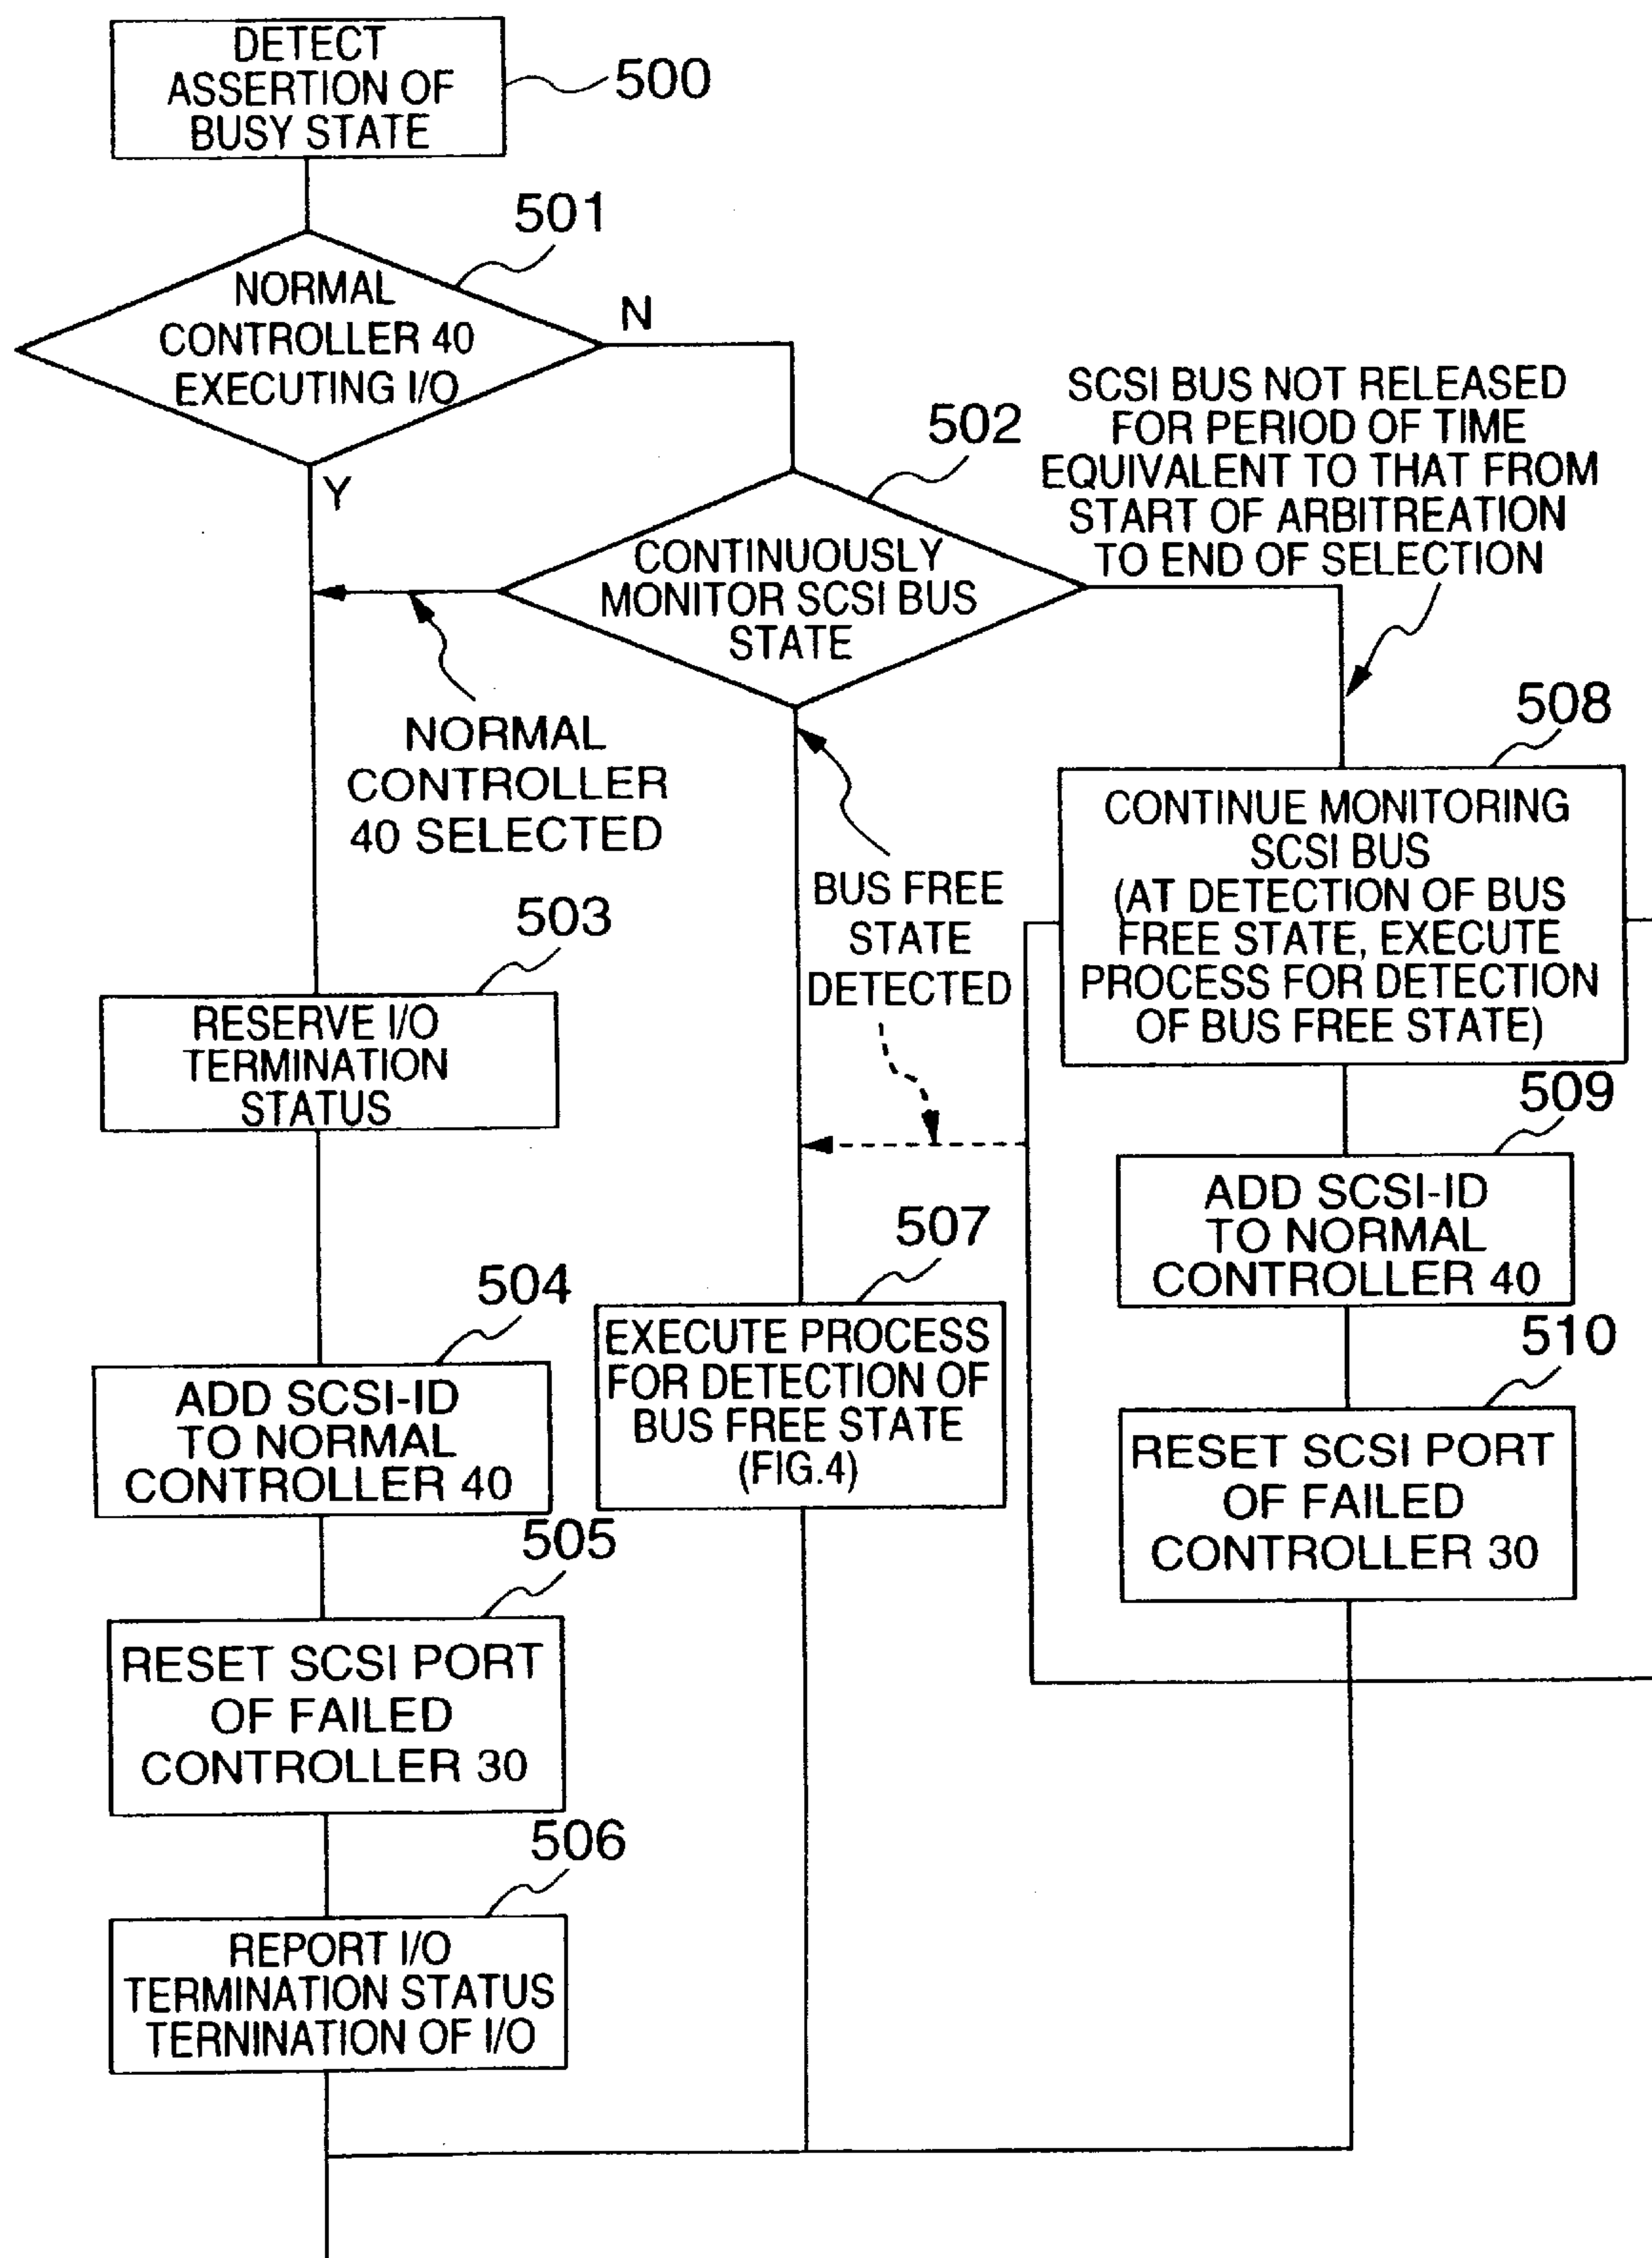 DETECT
ASSERTION OF
BUSY STATE
500
501
NORMAL
CONTROLLER 40
EXECUTING I/O
N
Y
502
CONTINUOUSLY
MONITOR SCSI BUS
STATE
SCSI BUS NOT RELEASED
FOR PERIOD OF TIME
EQUIVALENT TO THAT FROM
START OF ARBITREATION
TO END OF SELECTION
NORMAL
CONTROLLER
40 SELECTED
BUS FREE
STATE
DETECTED
503
RESERVE I/O
TERMINATION
STATUS
504
ADD SCSI-ID
TO NORMAL
CONTROLLER 40
505
RESET SCSI PORT
OF FAILED
CONTROLLER 30
506
REPORT I/O
TERMINATION STATUS
TERNINATION OF I/O
507
EXECUTE PROCESS
FOR DETECTION OF
BUS FREE STATE
(FIG.4)
508
CONTINUE MONITORING
SCSI BUS
(AT DETECTION OF BUS
FREE STATE, EXECUTE
PROCESS FOR DETECTION
OF BUS FREE STATE)
509
ADD SCSI-ID
TO NORMAL
CONTROLLER 40
510
RESET SCSI PORT
OF FAILED
CONTROLLER 30